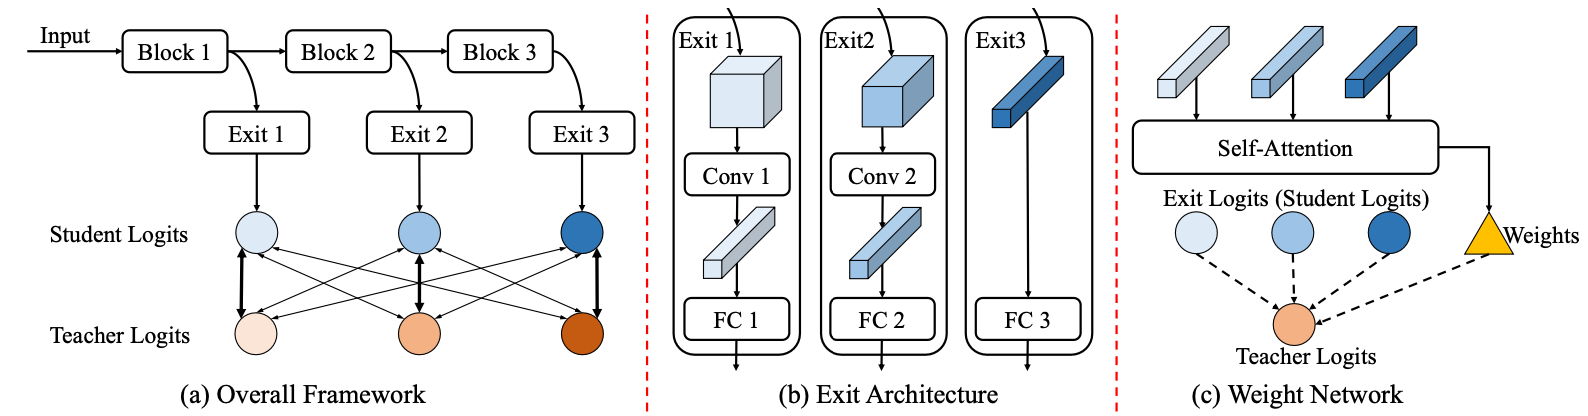 Input
Block 1
Block 2
Block 3
Exit 1
Exit 2
Exit 3
Student Logits
Teacher Logits
(a) Overall Framework
Exit 1
Exit2
Exit3
Conv 1
Conv 2
FC 1
FC 2
FC 3
(b) Exit Architecture
Self-Attention
Exit Logits (Student Logits)
Weights
Teacher Logits
(c) Weight Network